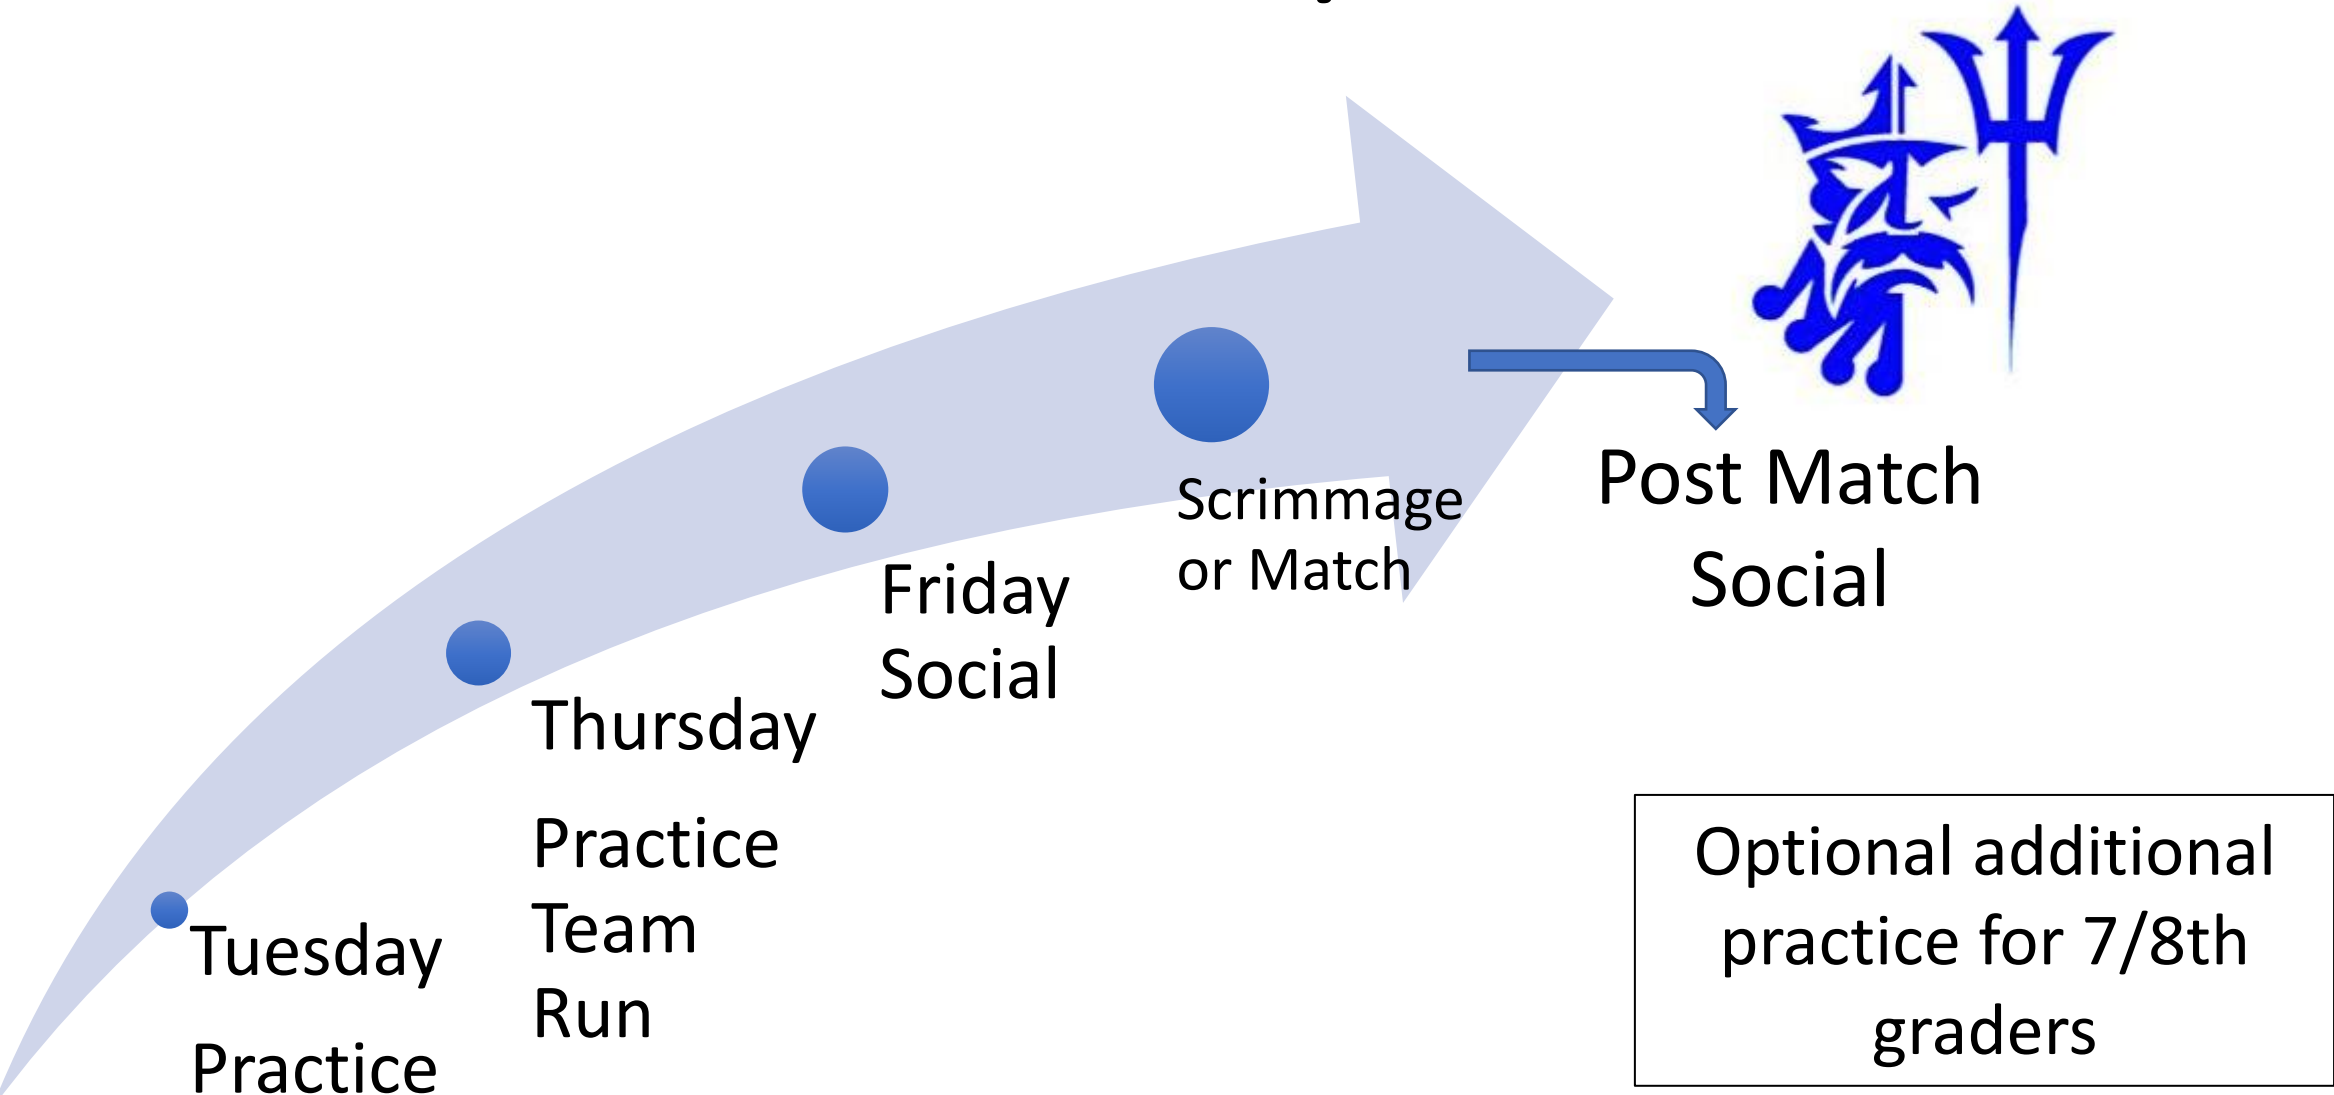 Tuesday
Practice
Thursday
Practice
Team
Run
Friday
Social
Scrimmage
or Match
Post Match
Social
Optional additional
practice for 7/8th
graders